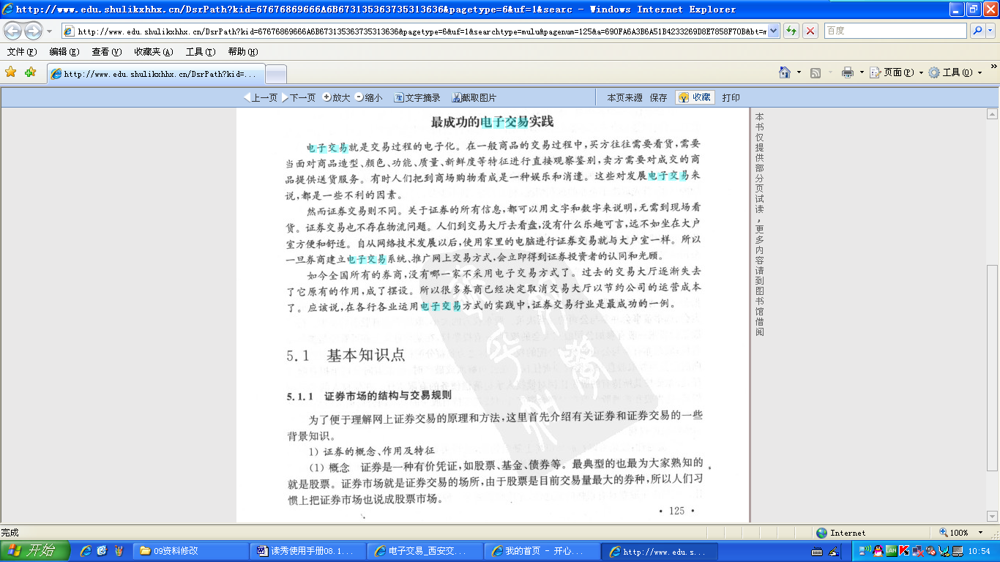 http://www.edu.shulikxhhx.cn/DsrPath?kid=67676869666A6B673135363735313636&pagetype=6&uf=1&searc - Windows Internet Explorer
http://www.edu.shulikxhhx.cn/DsrPath?kid=67676869666A6B673135363735313636&pagetype=6&uf=1&searchtype=mulu&pagenum=125&a=690FA6A3B6A51B4233269D8E7858F70B&bt=m
百度
文件(F) 编辑(E) 查看(V) 收藏夹(A) 工具(T) 帮助(H)
http://www.edu.shulikxhhx.cn/DsrPath?kid=...
页面(P) 工具(O)
上一页 下一页 放大 缩小 文字摘录 截取图片 本页来源 保存 收藏 打印
最成功的电子交易实践
电子交易就是交易过程的电子化。在一般商品的交易过程中,买方往往需要看货,需要
当面对商品造型、颜色、功能、质量、新鲜度等特征进行直接观察鉴别,卖方需要对成交的商
品提供送货服务。有时人们把到商场购物看成是一种娱乐和消遣。这些对发展电子交易来
说,都是一些不利的因素。
然而证券交易则不同。关于证券的所有信息,都可以用文字和数字来说明,无需到现场看
货。证券交易也不存在物流问题。人们到交易大厅去看盘,没有什么乐趣可言,远不如坐在大户
室方便和舒适。自从网络技术发展以后,使用家里的电脑进行证券交易就与大户室一样。所以
一旦券商建立电子交易系统、推广网上交易方式,会立即得到证券投资者的认同和光顾。
如今全国所有的券商,没有哪一家不采用电子交易方式了。过去的交易大厅逐渐失去
了它原有的作用,成了摆设。所以很多券商已经决定取消交易大厅以节约公司的运营成本
了。应该说,在各行各业运用电子交易方式的实践中,证券交易行业是最成功的一例。
5.1 基本知识点
5.1.1 证券市场的结构与交易规则
为了便于理解网上证券交易的原理和方法,这里首先介绍有关证券和证券交易的一些
背景知识。
1) 证券的概念、作用及特征
(1) 概念 证券是一种有价凭证,如股票、基金、债券等。最典型的也最为大家熟知的
就是股票。证券市场就是证券交易的场所,由于股票是目前交易量最大的券种,所以人们习
惯上把证券市场也说成股票市场。
· 125 ·
本书仅提供部分页试读,更多内容请到图书馆借阅
完成 Internet 100%
开始 09资料修改 读秀使用手册08.1... 电子交易_西安交... 我的首页 - 开心... http://www.edu.s... 10:54